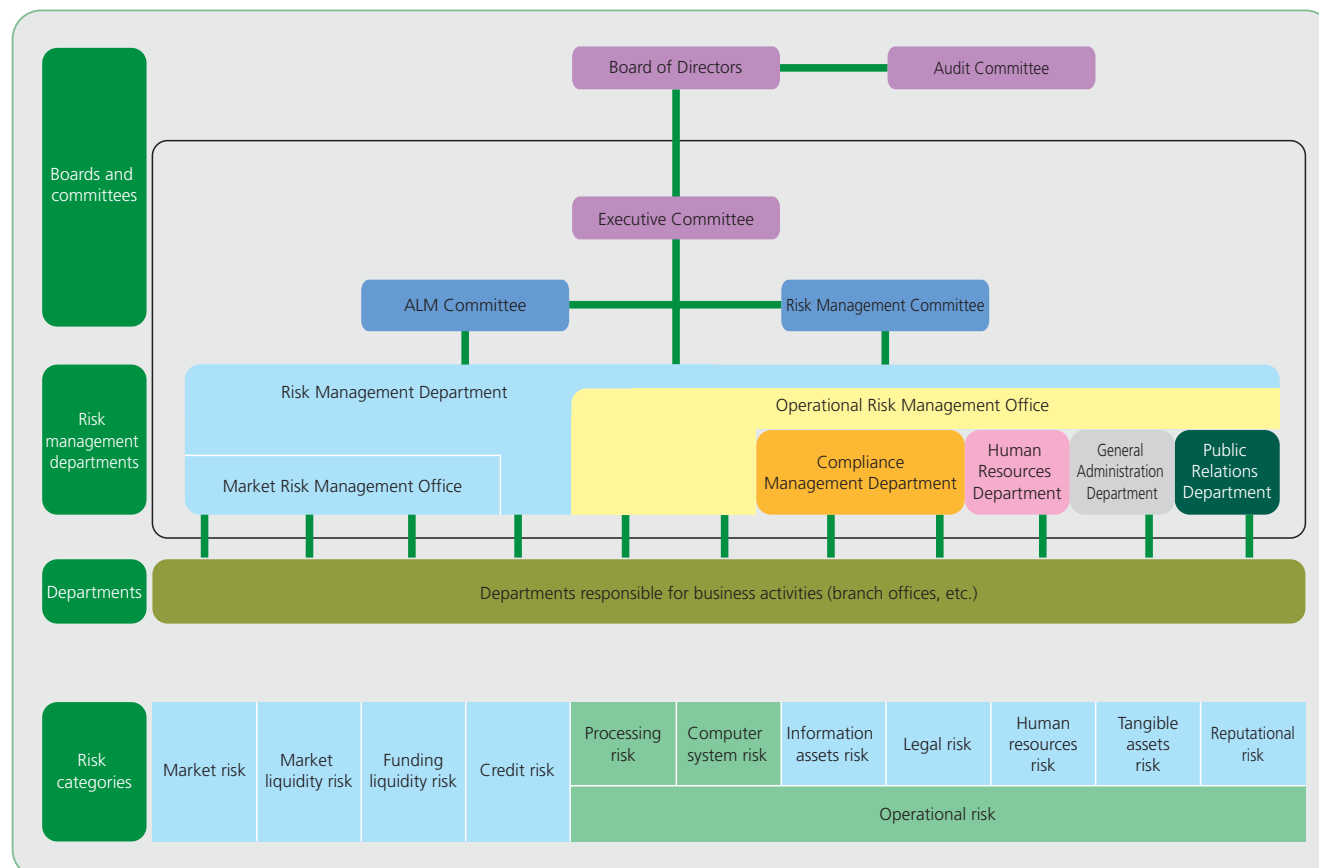 Board of Directors
Audit Committee
Boards and
committees
Executive Committee
ALM Committee
Risk Management Committee
Risk Management Department
Operational Risk Management Office
Risk
management
departments
Market Risk Management Office
Compliance
Management Department
Human
Resources
Department
General
Administration
Department
Public
Relations
Department
Departments
Departments responsible for business activities (branch offices, etc.)
Risk
categories
Market risk
Market
liquidity risk
Funding
liquidity risk
Credit risk
Processing
risk
Computer
system risk
Information
assets risk
Legal risk
Human
resources
risk
Tangible
assets
risk
Reputational
risk
Operational risk